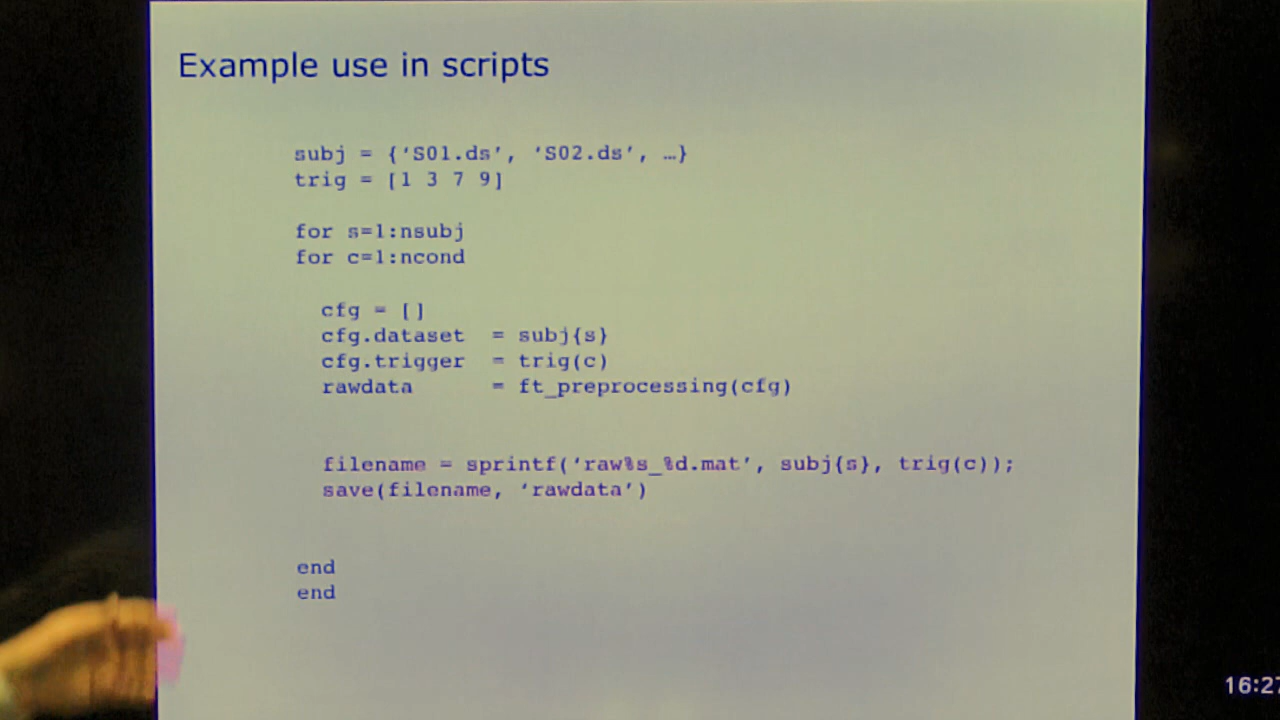 Example use in scripts
subj = {‘S01.ds’, ‘S02.ds’, …}
trig = [1 3 7 9]
for s=1:nsubj
for c=1:ncond
cfg = []
cfg.dataset = subj{s}
cfg.trigger = trig(c)
rawdata = ft_preprocessing(cfg)
filename = sprintf(‘raw%s_%d.mat’, subj{s}, trig(c));
save(filename, ‘rawdata’)
end
end
16:27